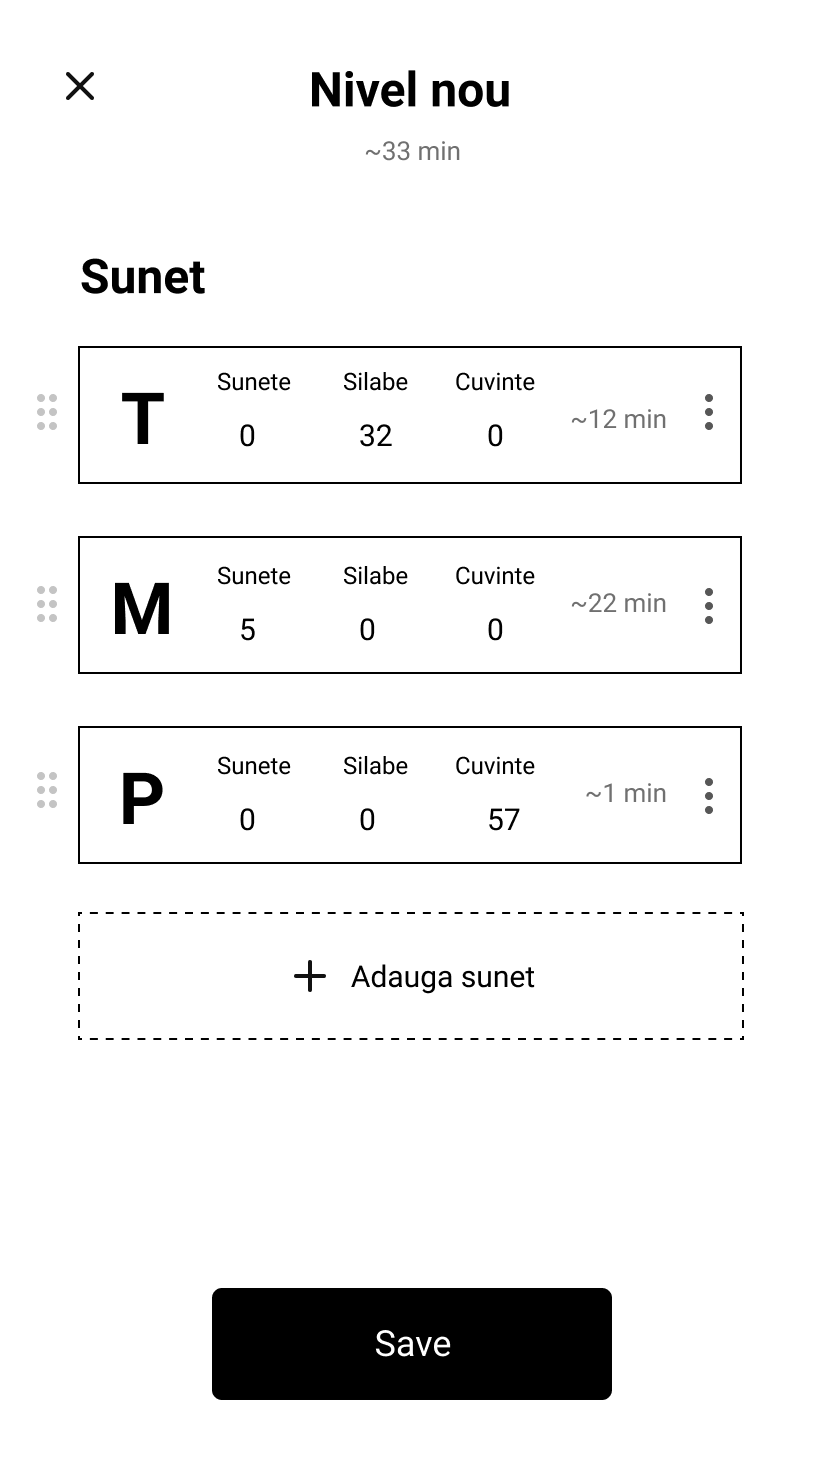 Nivel nou
~33 min
Sunet
T Sunete Silabe Cuvinte ~12 min
0 32 0
M Sunete Silabe Cuvinte ~22 min
5 0 0
P Sunete Silabe Cuvinte ~1 min
0 0 57
Adauga sunet
Save